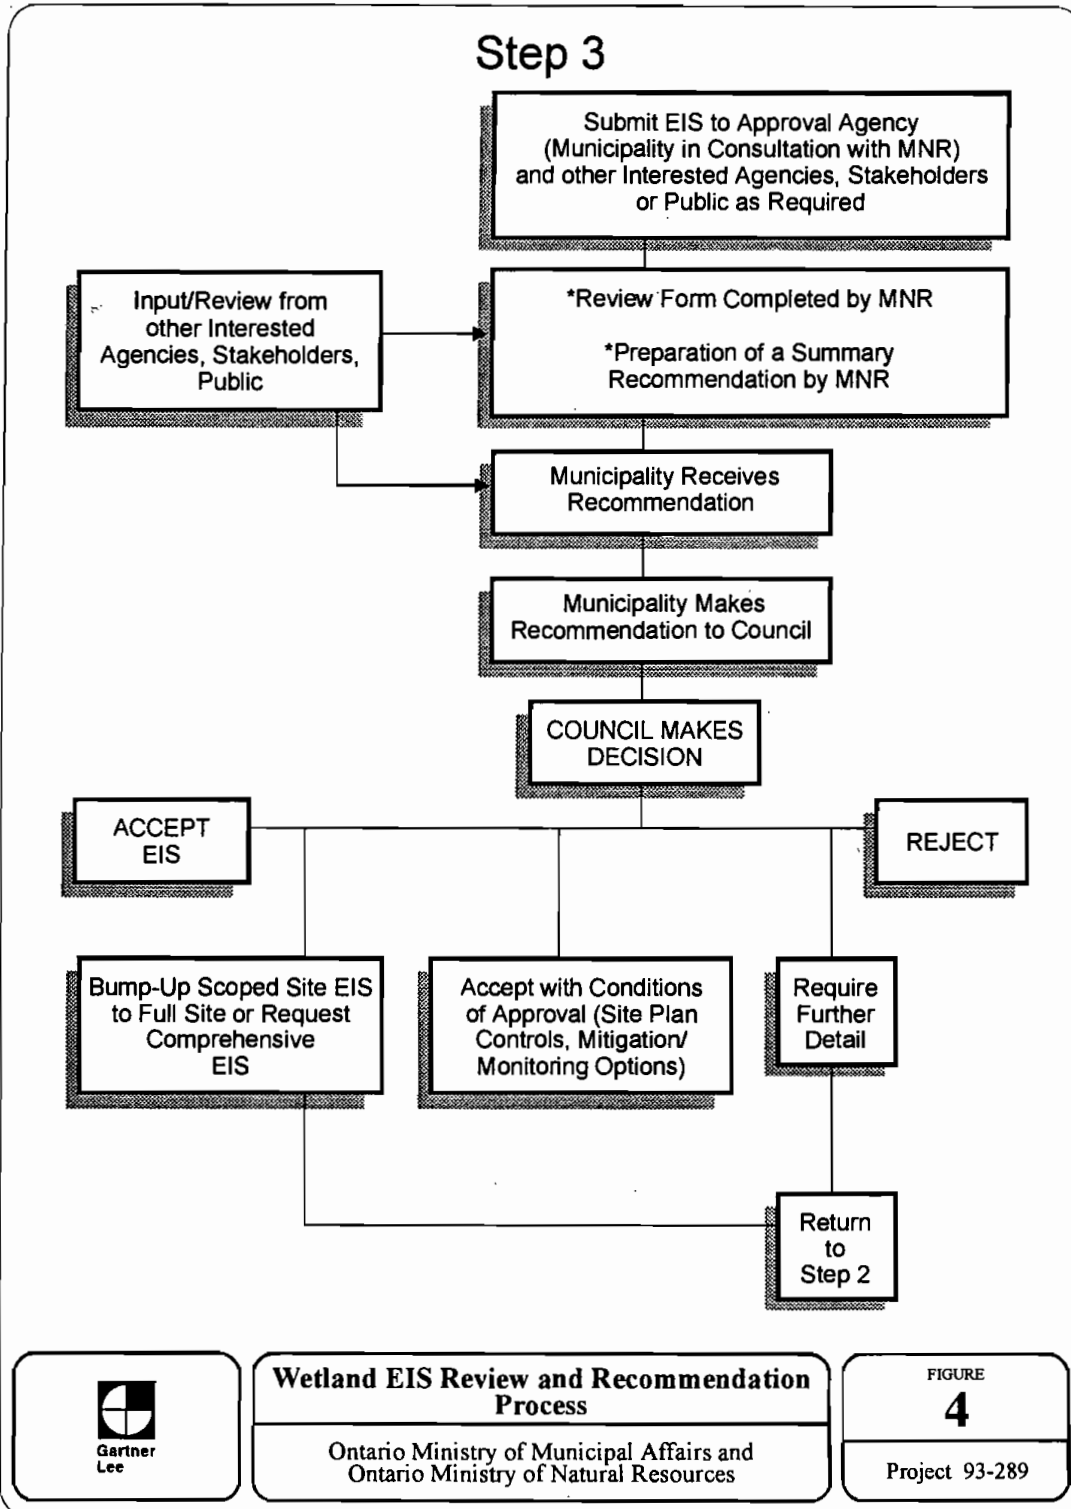 Step 3
Submit EIS to Approval Agency
(Municipality in Consultation with MNR)
and other Interested Agencies, Stakeholders
or Public as Required
Input/Review from
other Interested
Agencies, Stakeholders,
Public
*Review Form Completed by MNR
*Preparation of a Summary
Recommendation by MNR
Municipality Receives
Recommendation
Municipality Makes
Recommendation to Council
COUNCIL MAKES
DECISION
ACCEPT
EIS
REJECT
Bump-Up Scoped Site EIS
to Full Site or Request
Comprehensive
EIS
Accept with Conditions
of Approval (Site Plan
Controls, Mitigation/
Monitoring Options)
Require
Further
Detail
Return
to
Step 2
Gartner
Lee
Wetland EIS Review and Recommendation
Process
Ontario Ministry of Municipal Affairs and
Ontario Ministry of Natural Resources
FIGURE
4
Project 93-289